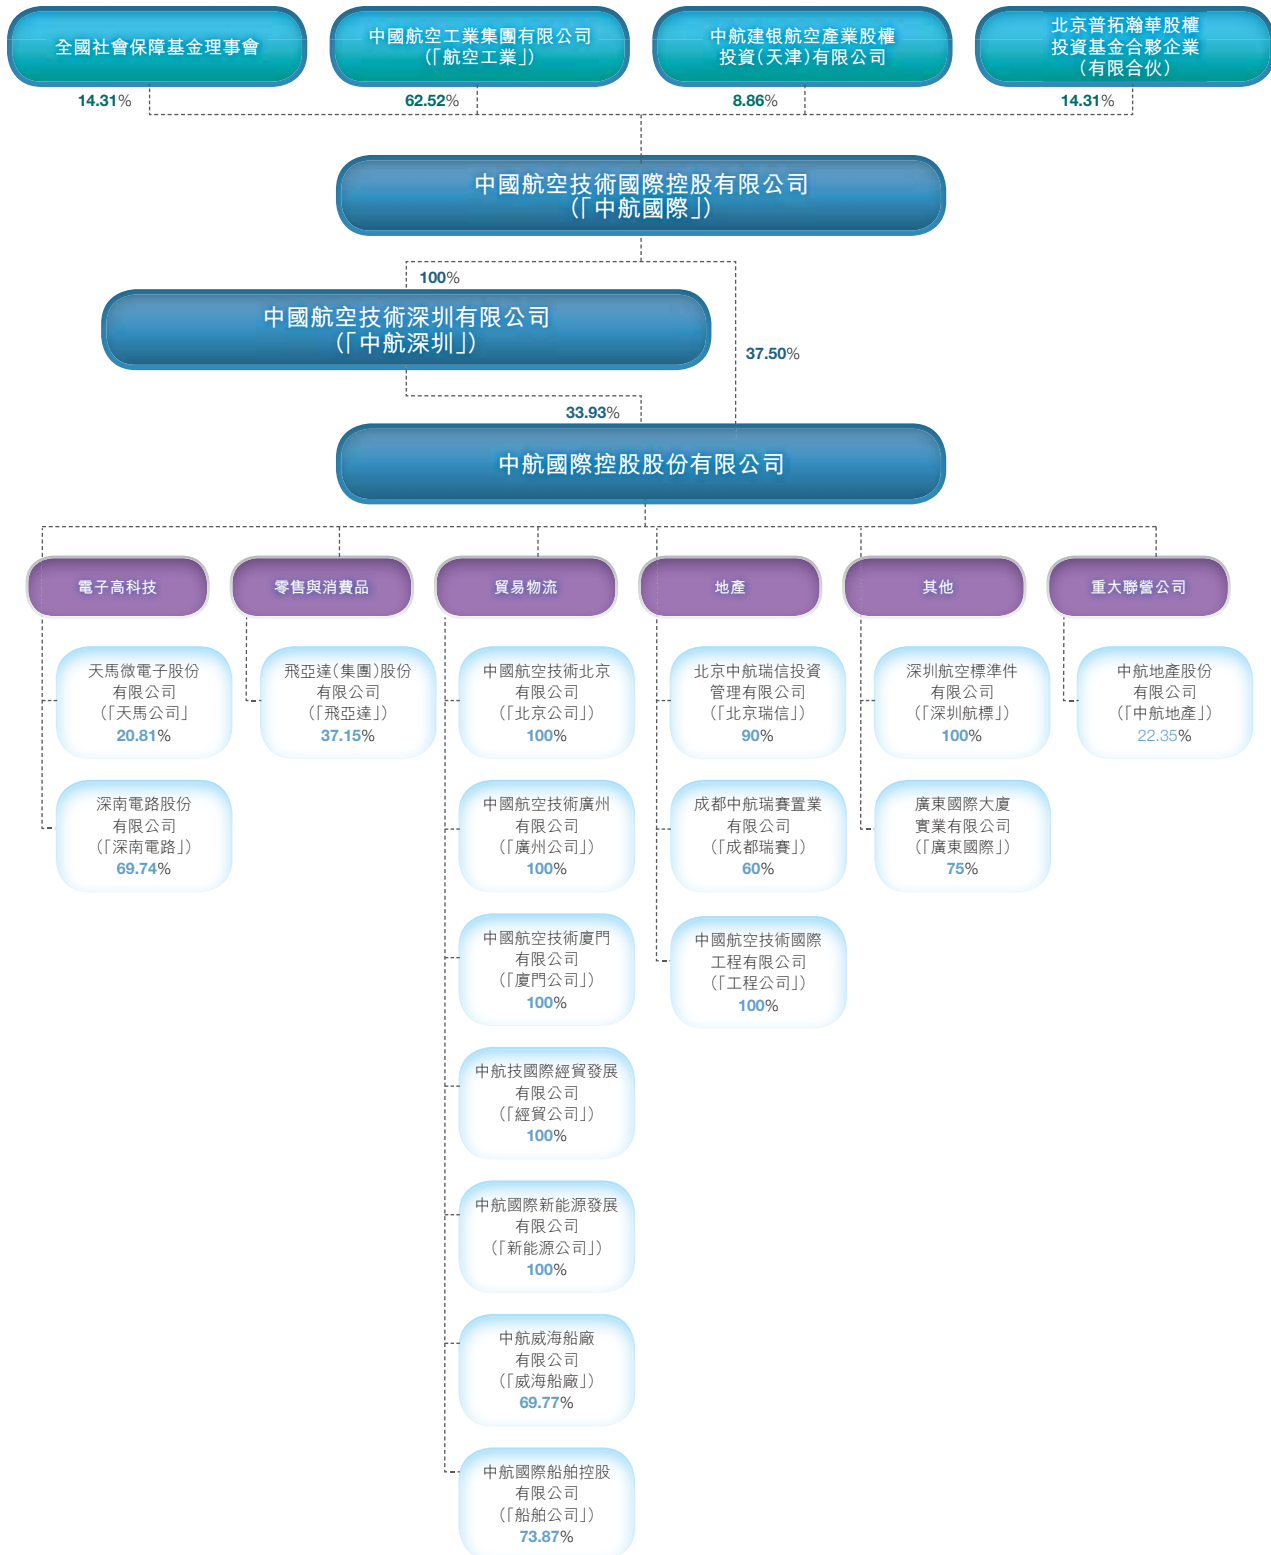 全國社會保障基金理事會
中國航空工業集團有限公司
(「航空工業」)
中航建银航空產業股權
投資(天津)有限公司
北京普拓瀚華股權
投資基金合夥企業
(有限合伙)
14.31%
62.52%
8.86%
14.31%
中國航空技術國際控股有限公司
(「中航國際」)
100%
中國航空技術深圳有限公司
(「中航深圳」)
37.50%
33.93%
中航國際控股股份有限公司
電子高科技
零售與消費品
貿易物流
地產
其他
重大聯營公司
天馬微電子股份
有限公司
(「天馬公司」
20.81%
飛亞達(集團)股份
有限公司
(「飛亞達」)
37.15%
中國航空技術北京
有限公司
(「北京公司」)
100%
北京中航瑞信投資
管理有限公司
(「北京瑞信」)
90%
深圳航空標準件
有限公司
(「深圳航標」)
100%
中航地產股份
有限公司
(「中航地產」)
22.35%
深南電路股份
有限公司
(「深南電路」)
69.74%
中國航空技術廣州
有限公司
(「廣州公司」)
100%
成都中航瑞賽置業
有限公司
(「成都瑞賽」)
60%
廣東國際大廈
實業有限公司
(「廣東國際」)
75%
中國航空技術廈門
有限公司
(「廈門公司」)
100%
中國航空技術國際
工程有限公司
(「工程公司」)
100%
中航技國際經貿發展
有限公司
(「經貿公司」)
100%
中航國際新能源發展
有限公司
(「新能源公司」)
100%
中航威海船廠
有限公司
(「威海船廠」)
69.77%
中航國際船舶控股
有限公司
(「船舶公司」)
73.87%